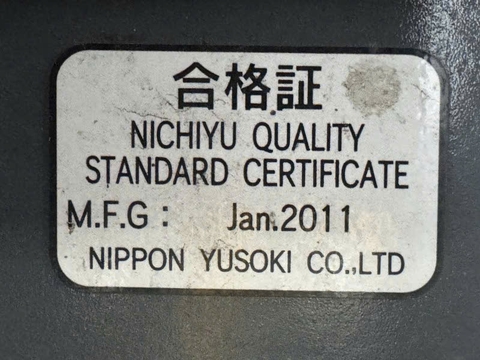 合格証
NICHIYU QUALITY
STANDARD CERTIFICATE
M.F.G : Jan.2011
NIPPON YUSOKI CO.,LTD